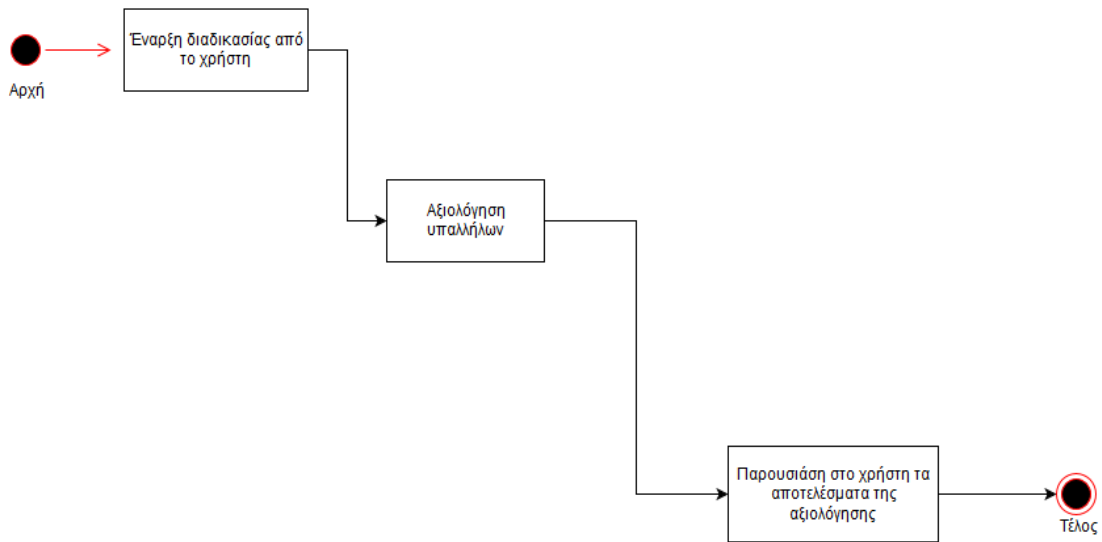 Έναρξη διαδικασίας από
το χρήστη
Αρχή
Αξιολόγηση
υπαλλήλων
Παρουσιάση στο χρήστη τα
αποτελέσματα της
αξιολόγησης
Τέλος